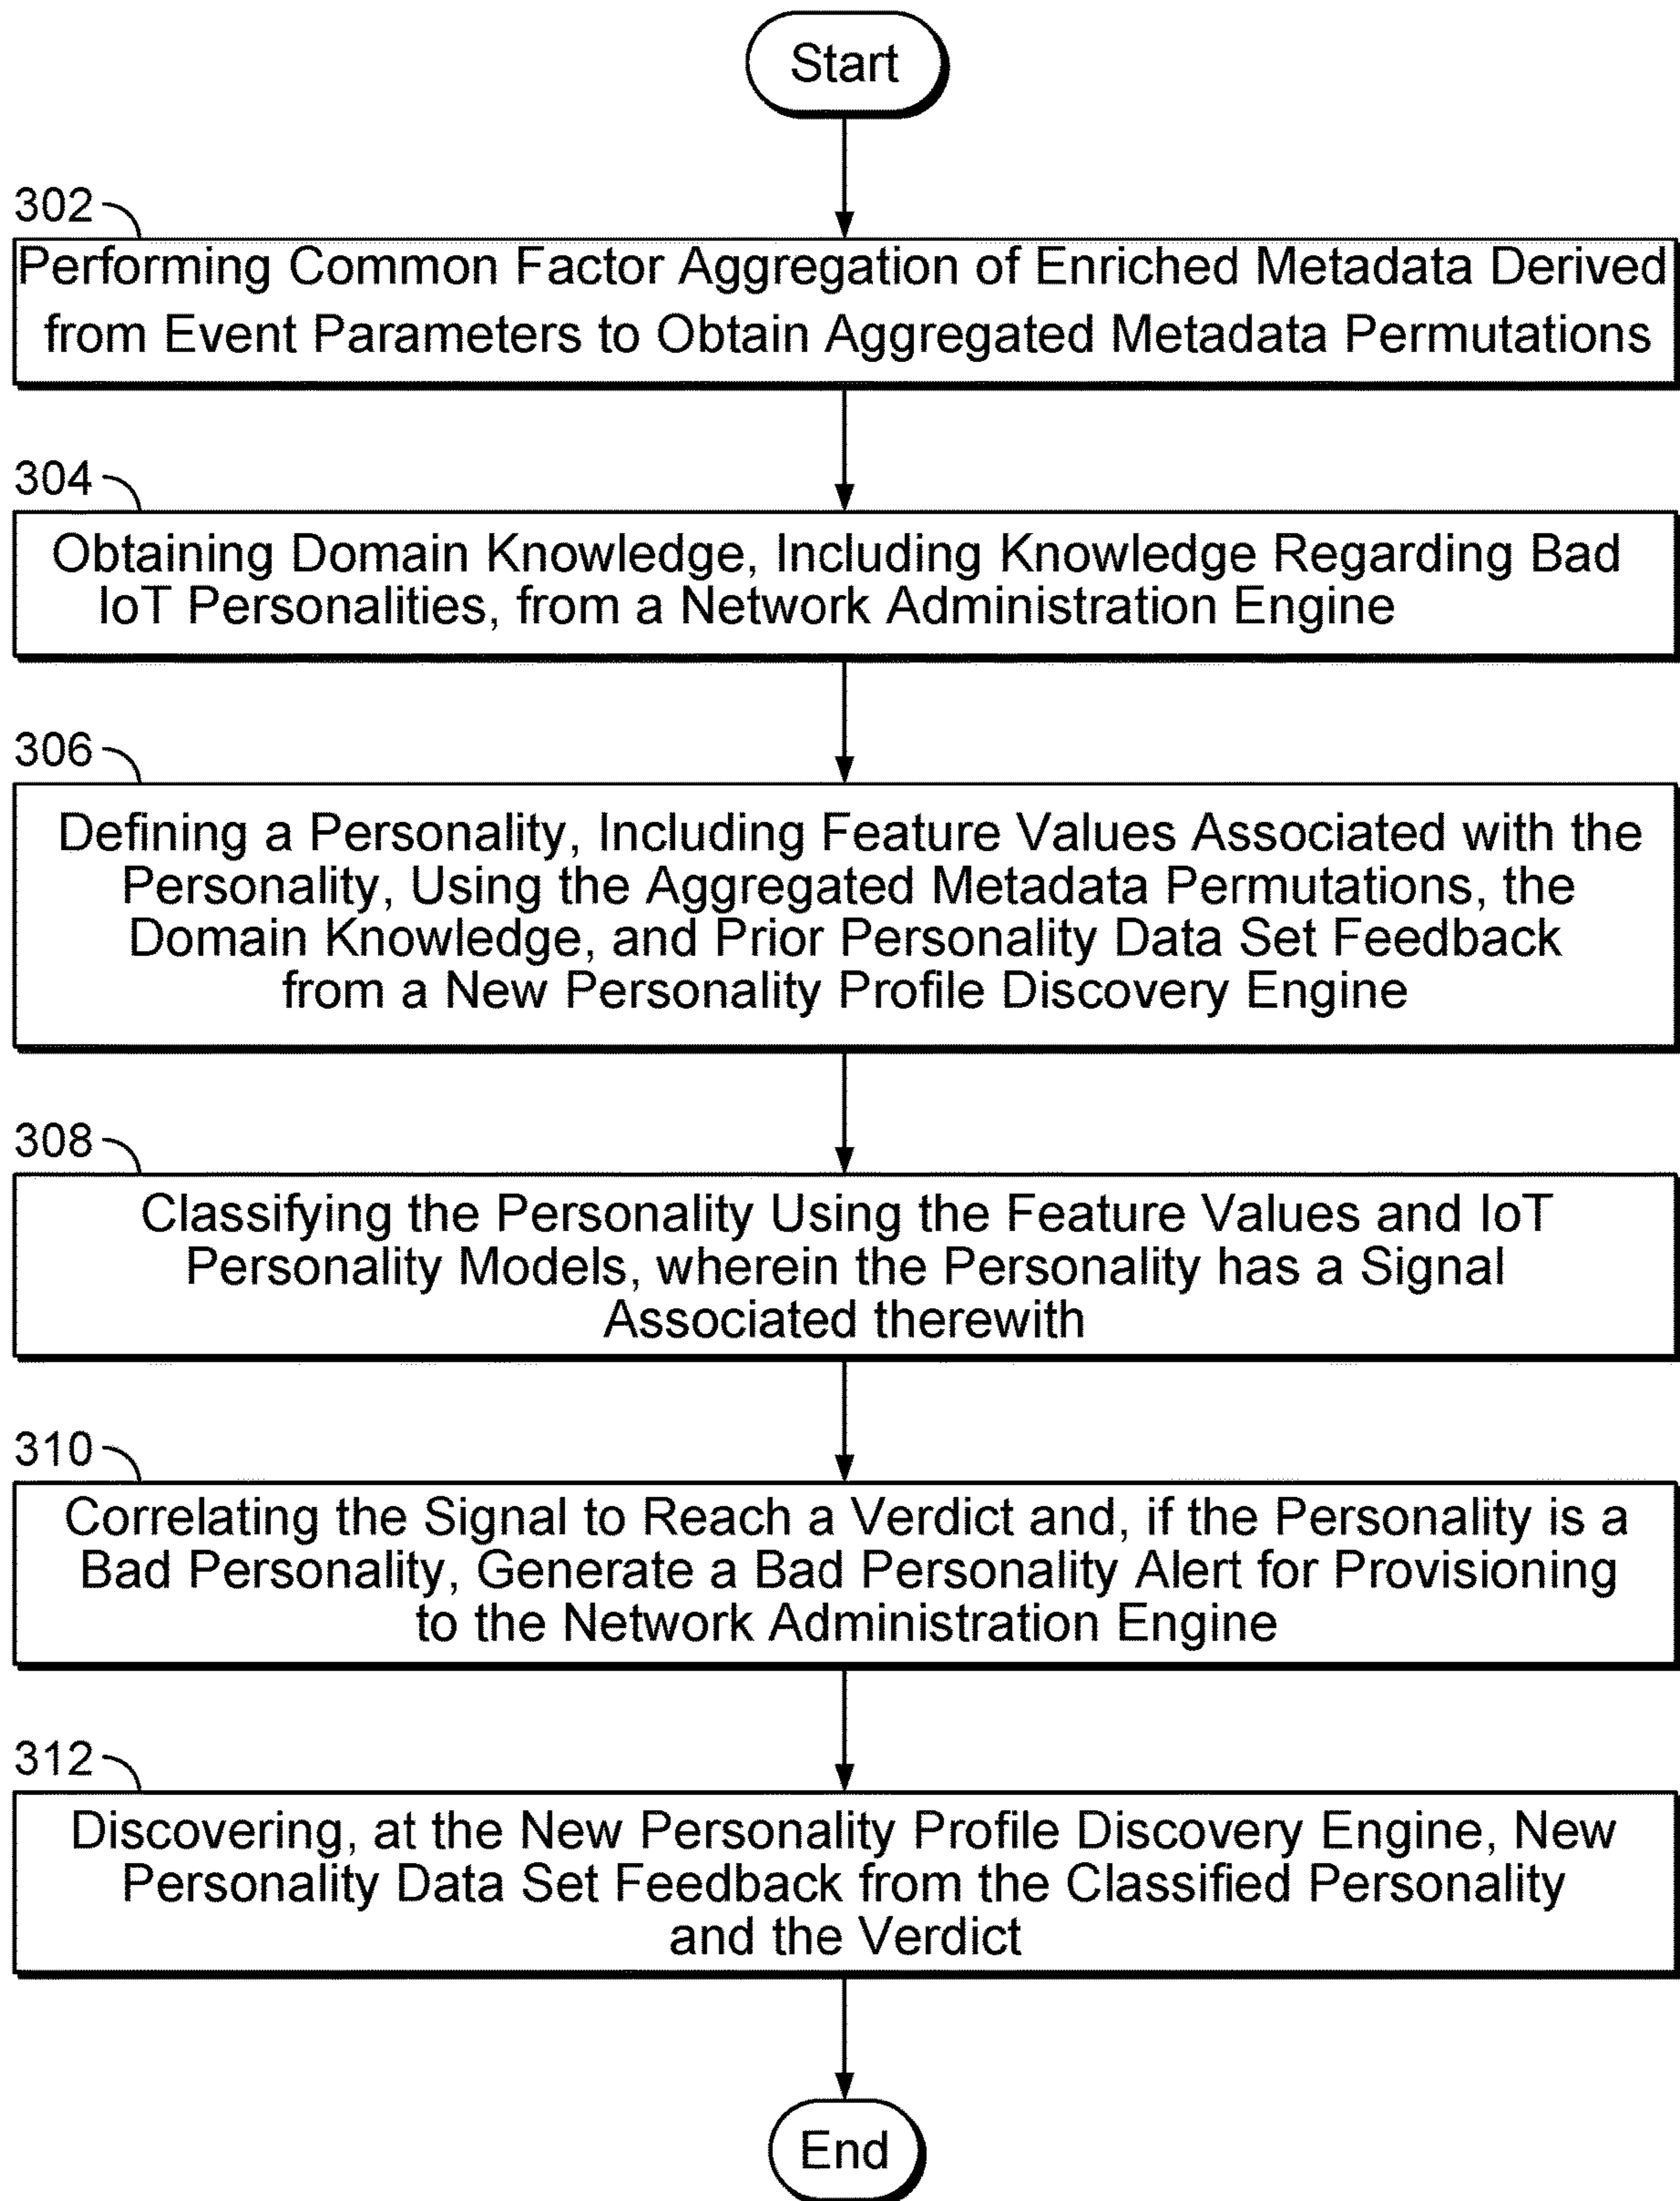 Start
302
Performing Common Factor Aggregation of Enriched Metadata Derived
from Event Parameters to Obtain Aggregated Metadata Permutations
304
Obtaining Domain Knowledge, Including Knowledge Regarding Bad
IoT Personalities, from a Network Administration Engine
306
Defining a Personality, Including Feature Values Associated with the
Personality, Using the Aggregated Metadata Permutations, the
Domain Knowledge, and Prior Personality Data Set Feedback
from a New Personality Profile Discovery Engine
308
Classifying the Personality Using the Feature Values and IoT
Personality Models, wherein the Personality has a Signal
Associated therewith
310
Correlating the Signal to Reach a Verdict and, if the Personality is a
Bad Personality, Generate a Bad Personality Alert for Provisioning
to the Network Administration Engine
312
Discovering, at the New Personality Profile Discovery Engine, New
Personality Data Set Feedback from the Classified Personality
and the Verdict
End